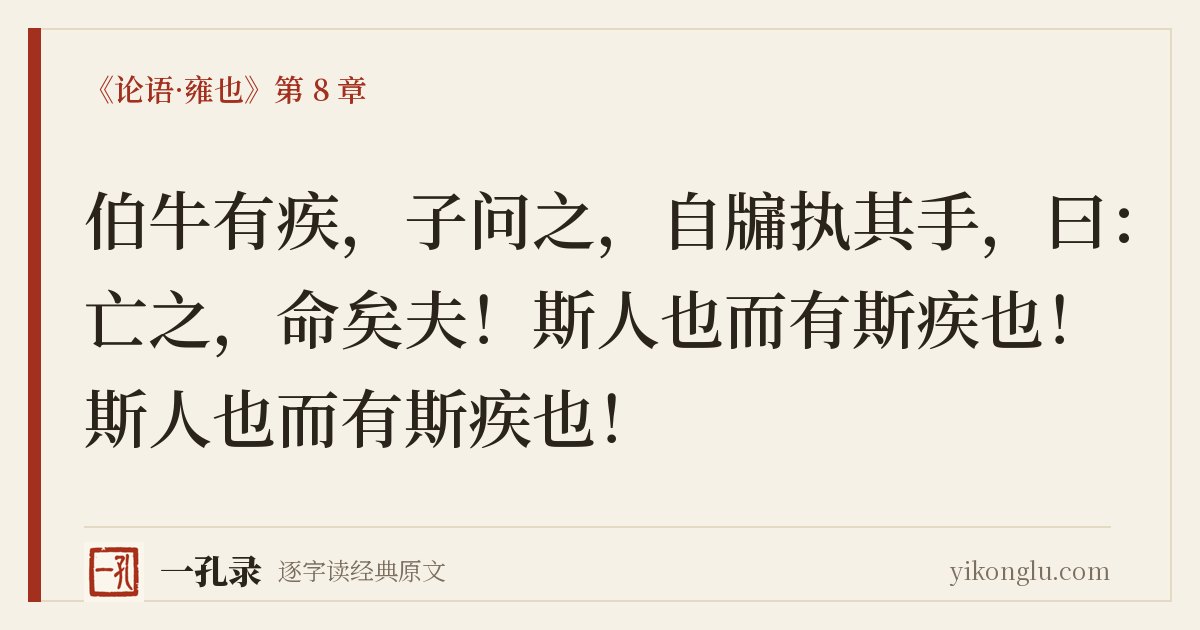 《论语·雍也》第 8 章
伯牛有疾，子问之，自牖执其手，曰：
亡之，命矣夫！斯人也而有斯疾也！
斯人也而有斯疾也！
一孔
一孔录 逐字读经典原文
yikonglu.com